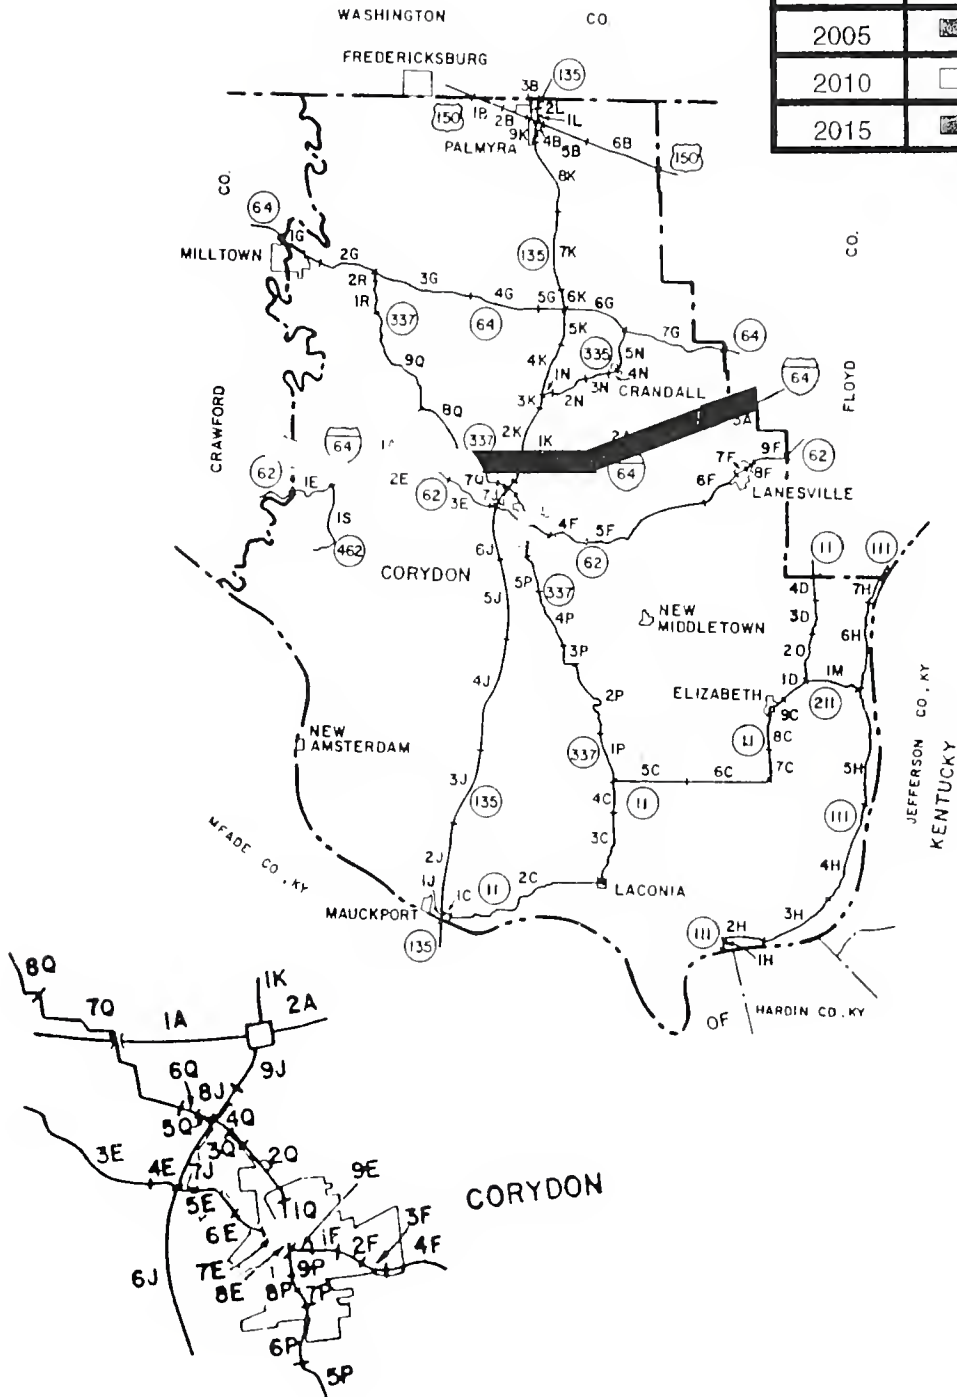 WASHINGTON CO.
2005
FREDERICKSBURG
135
2010
3B
1B
2L
2B
1L
150
9K
4B
2015
PALMYRA
5B
6B
150
8K
CO.
64
CO.
1G
135
7K
MILLTOWN
2G
2R
3G
4G
5G
6K
6G
1R
337
64
5K
7G
64
335
5N
9Q
4K
1N
4N
3N
CRANDALL
64
2N
3K
FLOYD
8Q
CRAWFORD
2K
1K
337
64
62
2E
7Q
64
7F
9F
62
1E
62
3E
7J
6F
8F
LANESVILLE
1S
4F
5F
462
6J
62
11
111
CORYDON
5P
337
4D
7H
5J
4P
NEW
MIDDLETOWN
3D
6H
3P
2D
4J
2P
1D
1M
ELIZABETH
211
9C
NEW
AMSTERDAM
337
1P
11
8C
5H
JEFFERSON CO., KY
3J
5C
6C
7C
KENTUCKY
135
4C
11
111
MEADE CO., KY
3C
2J
4H
1J
2C
1C
11
LACONIA
MAUCKPORT
3H
135
111
2H
1H
OF
HARDIN CO., KY
8Q
1K
7Q
1A
2A
6Q
8J
9J
5Q
4Q
3E
3Q
4E
7J
2Q
9E
5E
1Q
CORYDON
6E
1F
3F
2F
4F
6J
7E
9P
8E
8P
7P
6P
5P